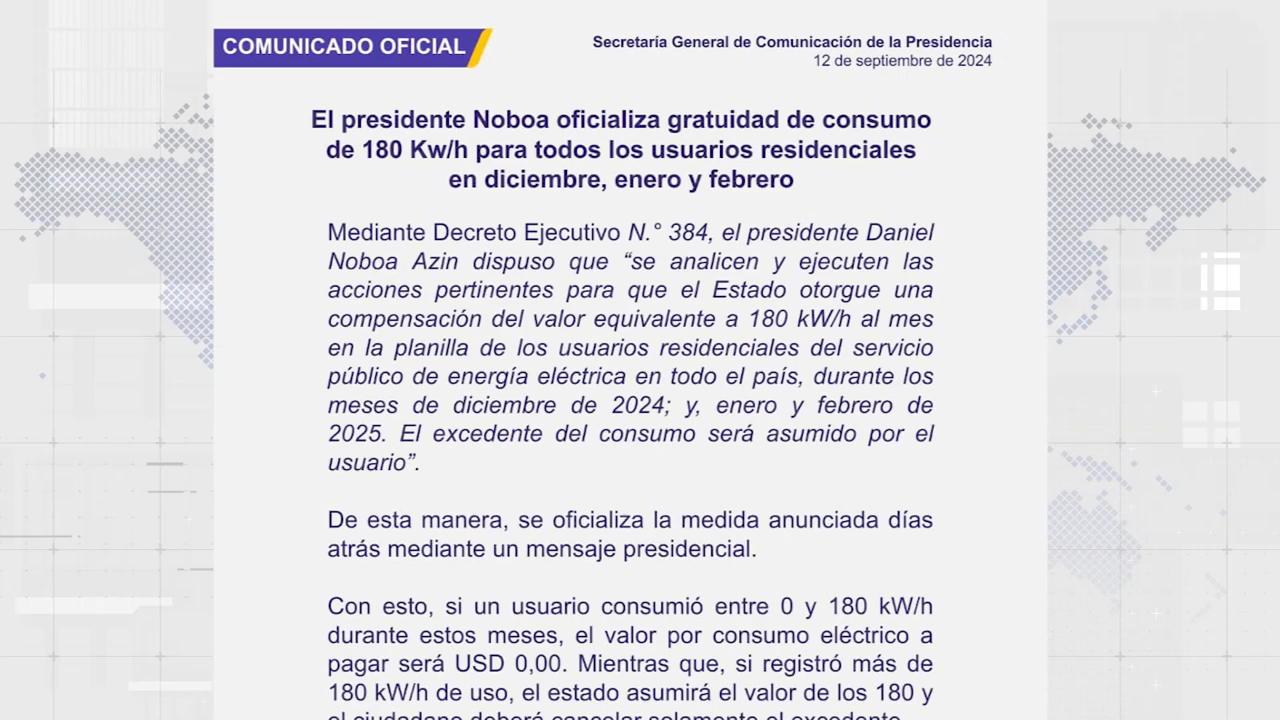 COMUNICADO OFICIAL
Secretaría General de Comunicación de la Presidencia
12 de septiembre de 2024
El presidente Noboa oficializa gratuidad de consumo
de 180 Kw/h para todos los usuarios residenciales
en diciembre, enero y febrero
Mediante Decreto Ejecutivo N.° 384, el presidente Daniel
Noboa Azin dispuso que “se analicen y ejecuten las
acciones pertinentes para que el Estado otorgue una
compensación del valor equivalente a 180 kW/h al mes
en la planilla de los usuarios residenciales del servicio
público de energía eléctrica en todo el país, durante los
meses de diciembre de 2024; y, enero y febrero de
2025. El excedente del consumo será asumido por el
usuario”.
De esta manera, se oficializa la medida anunciada días
atrás mediante un mensaje presidencial.
Con esto, si un usuario consumió entre 0 y 180 kW/h
durante estos meses, el valor por consumo eléctrico a
pagar será USD 0,00. Mientras que, si registró más de
180 kW/h de uso, el estado asumirá el valor de los 180 y
el ciudadano deberá cancelar solamente el excedente